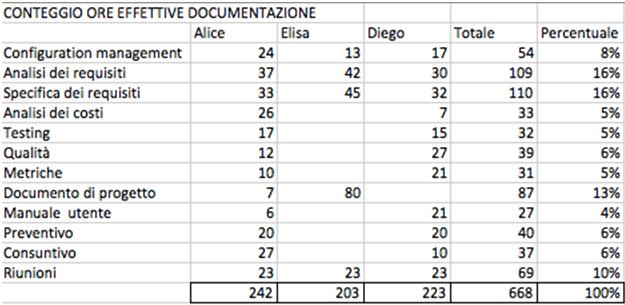 CONTEGGIO ORE EFFETTIVE DOCUMENTAZIONE
Alice Elisa Diego Totale Percentuale
Configuration management 24 13 17 54 8%
Analisi dei requisiti 37 42 30 109 16%
Specifica dei requisiti 33 45 32 110 16%
Analisi dei costi 26 7 33 5%
Testing 17 15 32 5%
Qualità 12 27 39 6%
Metriche 10 21 31 5%
Documento di progetto 7 80 87 13%
Manuale utente 6 21 27 4%
Preventivo 20 20 40 6%
Consuntivo 27 10 37 6%
Riunioni 23 23 23 69 10%
242 203 223 668 100%